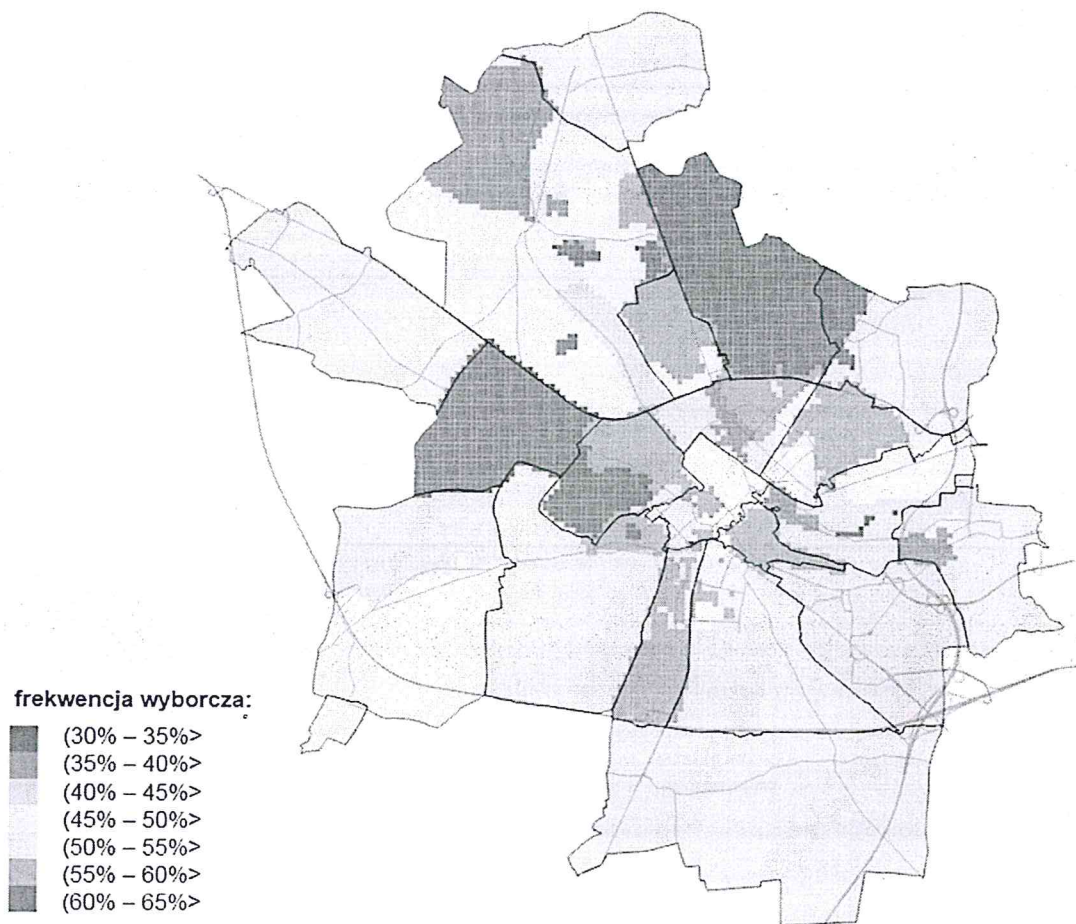 frekwencja wyborcza:
(30% – 35%>
(35% – 40%>
(40% – 45%>
(45% – 50%>
(50% – 55%>
(55% – 60%>
(60% – 65%>